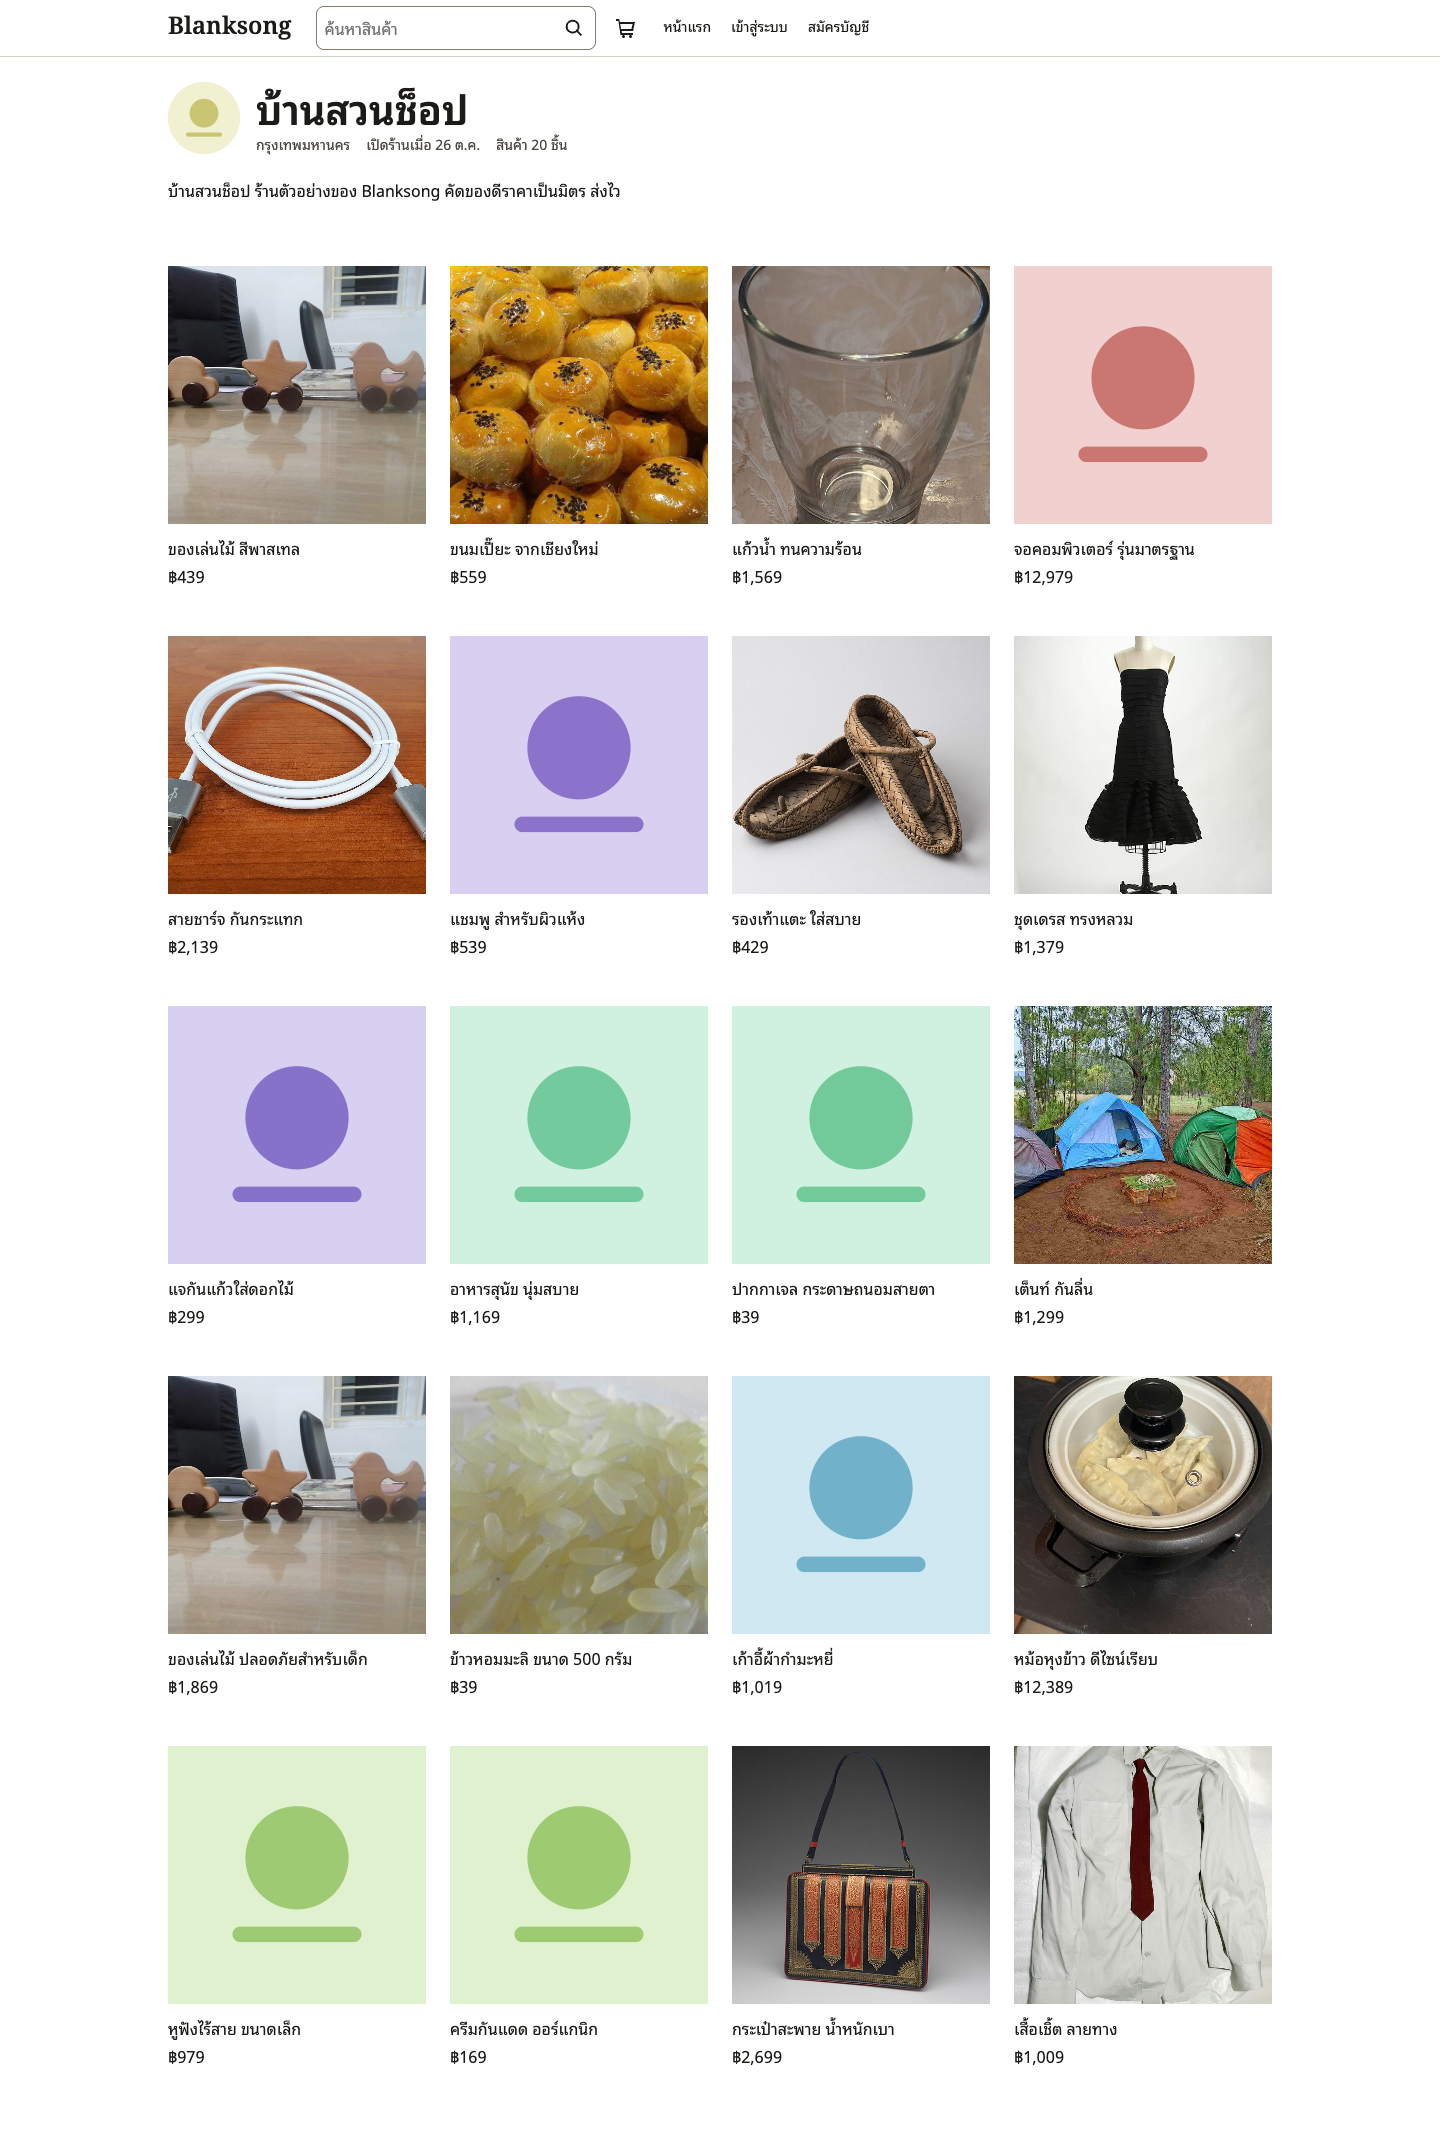 Blanksong
ค้นหาสินค้า
หน้าแรก เข้าสู่ระบบ สมัครบัญชี
บ้านสวนช็อป
กรุงเทพมหานคร เปิดร้านเมื่อ 26 ต.ค. สินค้า 20 ชิ้น
บ้านสวนช็อป ร้านตัวอย่างของ Blanksong คัดของดีราคาเป็นมิตร ส่งไว
ของเล่นไม้ สีพาสเทล
฿439
ขนมเปี๊ยะ จากเชียงใหม่
฿559
แก้วน้ำ ทนความร้อน
฿1,569
จอคอมพิวเตอร์ รุ่นมาตรฐาน
฿12,979
สายชาร์จ กันกระแทก
฿2,139
แชมพู สำหรับผิวแห้ง
฿539
รองเท้าแตะ ใส่สบาย
฿429
ชุดเดรส ทรงหลวม
฿1,379
แจกันแก้วใส่ดอกไม้
฿299
อาหารสุนัข นุ่มสบาย
฿1,169
ปากกาเจล กระดาษถนอมสายตา
฿39
เต็นท์ กันลื่น
฿1,299
ของเล่นไม้ ปลอดภัยสำหรับเด็ก
฿1,869
ข้าวหอมมะลิ ขนาด 500 กรัม
฿39
เก้าอี้ผ้ากำมะหยี่
฿1,019
หม้อหุงข้าว ดีไซน์เรียบ
฿12,389
หูฟังไร้สาย ขนาดเล็ก
฿979
ครีมกันแดด ออร์แกนิก
฿169
กระเป๋าสะพาย น้ำหนักเบา
฿2,699
เสื้อเชิ้ต ลายทาง
฿1,009